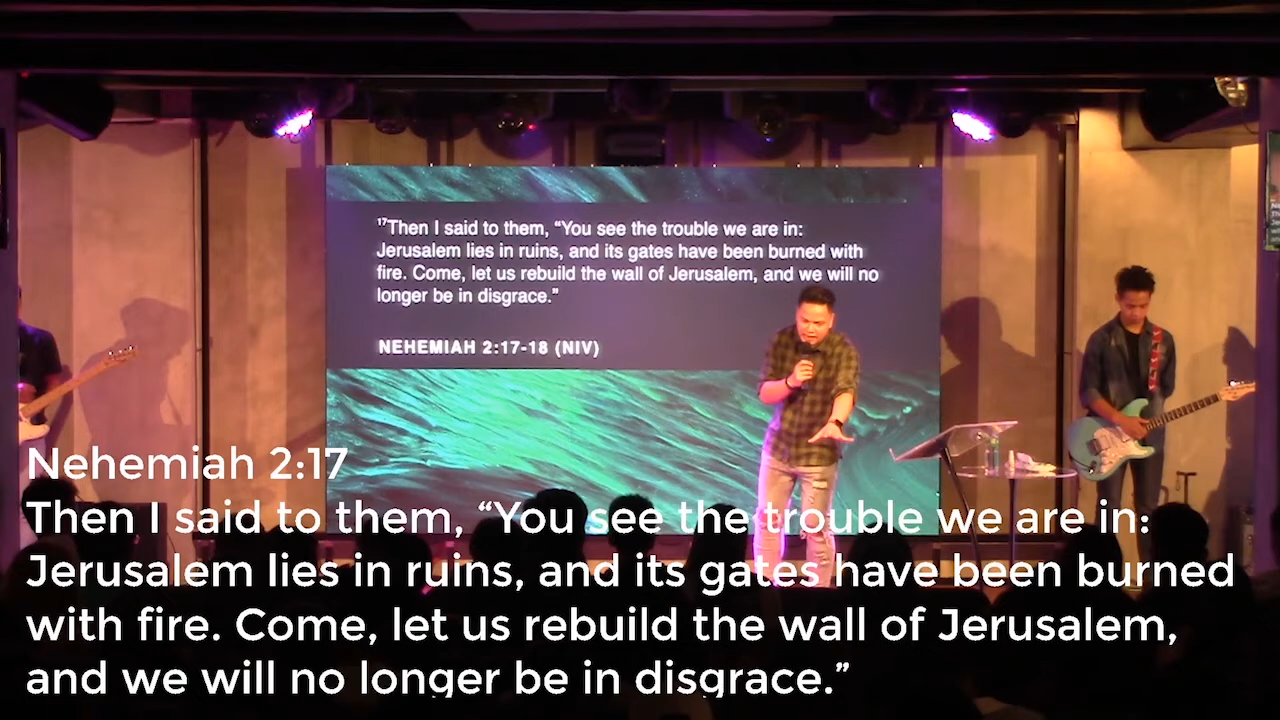 ¹⁷Then I said to them, “You see the trouble we are in:
Jerusalem lies in ruins, and its gates have been burned with
fire. Come, let us rebuild the wall of Jerusalem, and we will no
longer be in disgrace.”
NEHEMIAH 2:17-18 (NIV)
Nehemiah 2:17
Then I said to them, “You see the trouble we are in:
Jerusalem lies in ruins, and its gates have been burned
with fire. Come, let us rebuild the wall of Jerusalem,
and we will no longer be in disgrace.”